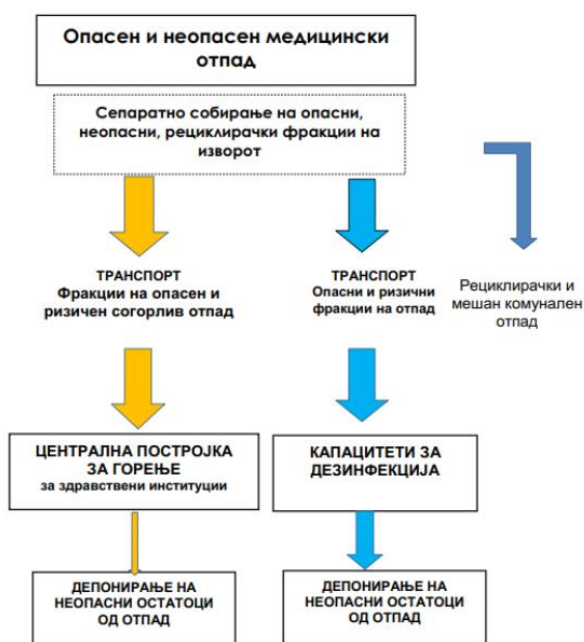 Опасен и неопасен медицински
отпад
Сепаратно собирање на опасни,
неопасни, рециклирачки фракции на
изворот
ТРАНСПОРТ
Фракции на опасен и
ризичен согорлив отпад
ТРАНСПОРТ
Опасни и ризични
фракции на отпад
Рециклирачки и
мешан комунален
отпад
ЦЕНТРАЛНА ПОСТРОЈКА
ЗА ГОРЕЊЕ
за здравствени институции
КАПАЦИТЕТИ ЗА
ДЕЗИНФЕКЦИЈА
ДЕПОНИРАЊЕ НА
НЕОПАСНИ ОСТАТОЦИ
ОД ОТПАД
ДЕПОНИРАЊЕ НА
НЕОПАСНИ ОСТАТОЦИ
ОД ОТПАД